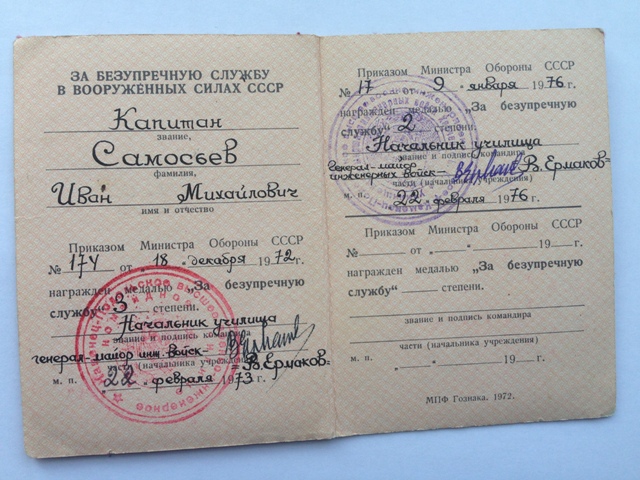 ЗА БЕЗУПРЕЧНУЮ СЛУЖБУ
В ВООРУЖЁННЫХ СИЛАХ СССР
Капитан
звание,
Самосьев
фамилия,
Иван Михайлович
имя и отчество
Приказом Министра Обороны СССР
№ 174 от „18" декабря 1972 г.
награжден медалью „За безупречную
службу" 3 степени.
Начальник училища
звание и подпись командира
генерал-майор инж. войск- В. Ермаков=
части (начальника учреждения)
м. п. „22" февраля 1973 г.
Приказом Министра Обороны СССР
№ 17 от „9" января 1976 г.
награжден медалью „За безупречную
службу" 2 степени.
Начальник училища
звание и подпись командира
генерал-майор
инженерных войск- В. Ермаков=
части (начальника учреждения)
м. п. „22" февраля 1976 г.
Приказом Министра Обороны СССР
№ от „ " 19 г.
награжден медалью „За безупречную
службу" степени.
звание и подпись командира
части (начальника учреждения)
м. п. „ " 19 г.
МПФ Гознака. 1972.